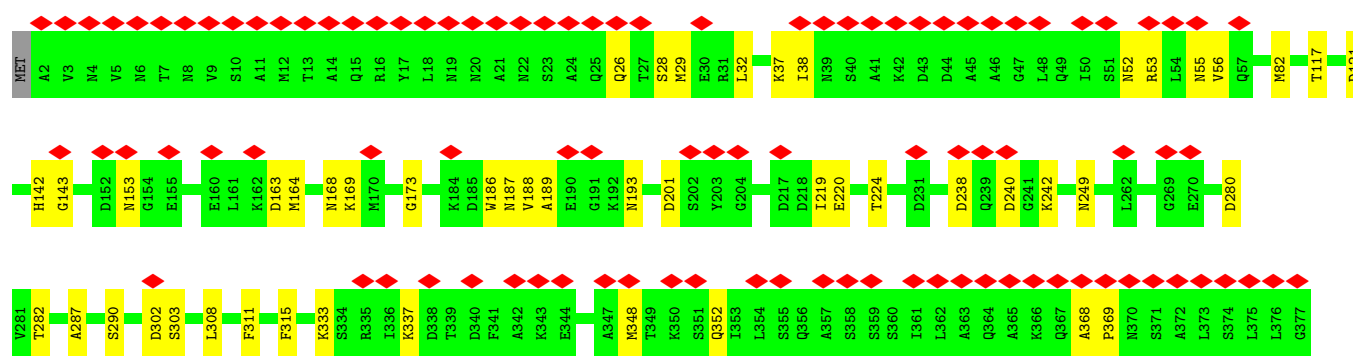 MET A2 V3 N4 V5 N6 T7 N8 V9 S10 A11 M12 T13 A14 Q15 R16 Y17 L18 N19 N20 A21 N22 S23 A24 Q25 Q26 T27 S28 M29 E30 R31 L32 K37 I38 N39 S40 A41 K42 D43 D44 A45 A46 G47 L48 Q49 I50 S51 N52 R53 L54 N55 V56 Q57 M82 T117
H142 G143 D152 N153 G154 E155 E160 L161 K162 D163 M164 N168 K169 M170 G173 K184 D185 W186 N187 V188 A189 E190 G191 K192 N193 D201 S202 Y203 G204 D217 D218 I219 E220 T224 D231 D238 Q239 D240 G241 K242 N249 L262 G269 E270 D280
V281 T282 A287 S290 D302 S303 L308 F311 F315 K333 S334 R335 I336 K337 D338 T339 D340 F341 A342 K343 E344 A347 M348 T349 K350 S351 Q352 I353 L354 S355 Q356 A357 S358 S359 S360 I361 L362 A363 Q364 A365 K366 Q367 A368 P369 N370 S371 A372 L373 S374 L375 L376 G377